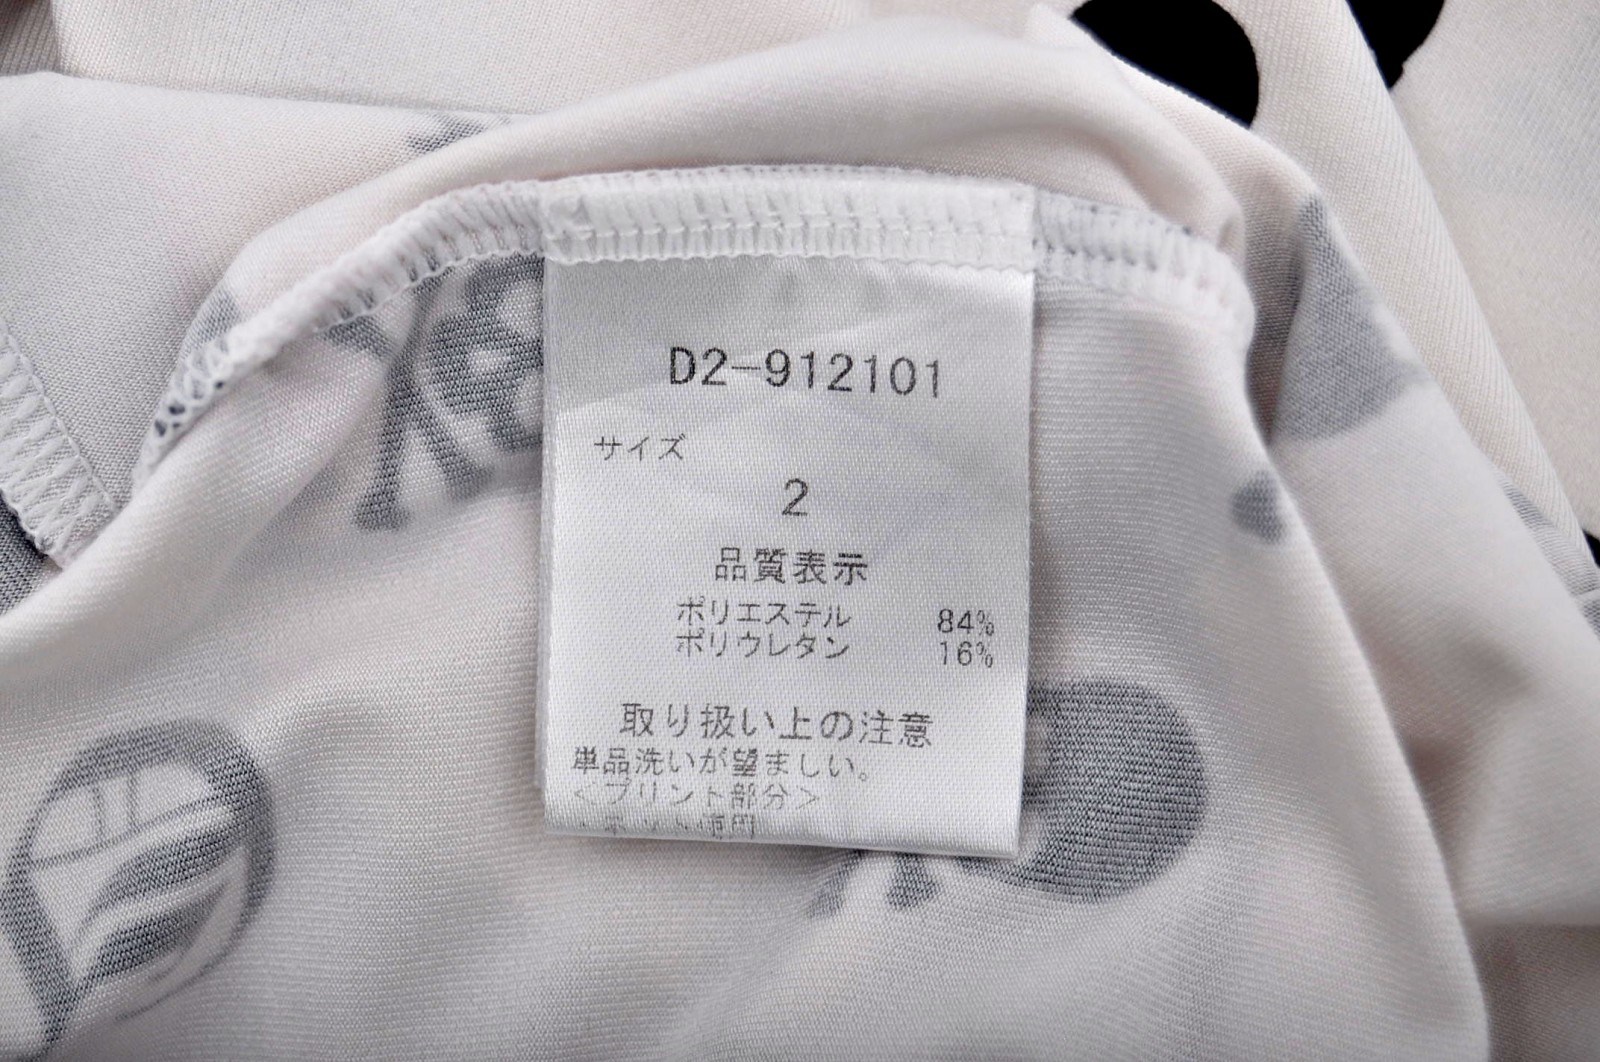 D2-912101
サイズ
2
品質表示
ポリエステル 84%
ポリウレタン 16%
取り扱い上の注意
単品洗いが望ましい。
＜プリント部分＞